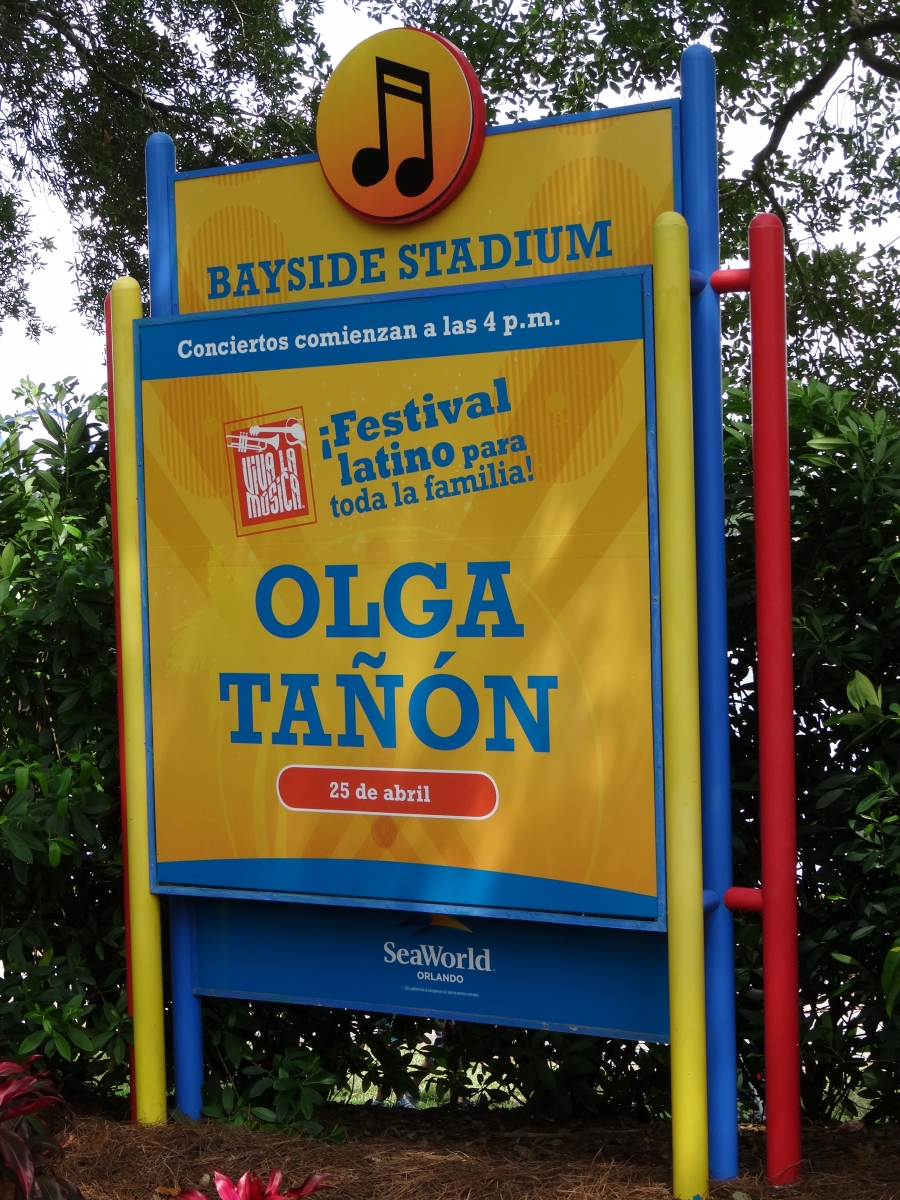 BAYSIDE STADIUM
Conciertos comienzan a las 4 p.m.
VIVA LA
MÚSICA
¡Festival
latino para
toda la familia!
OLGA
TAÑÓN
25 de abril
SeaWorld
ORLANDO